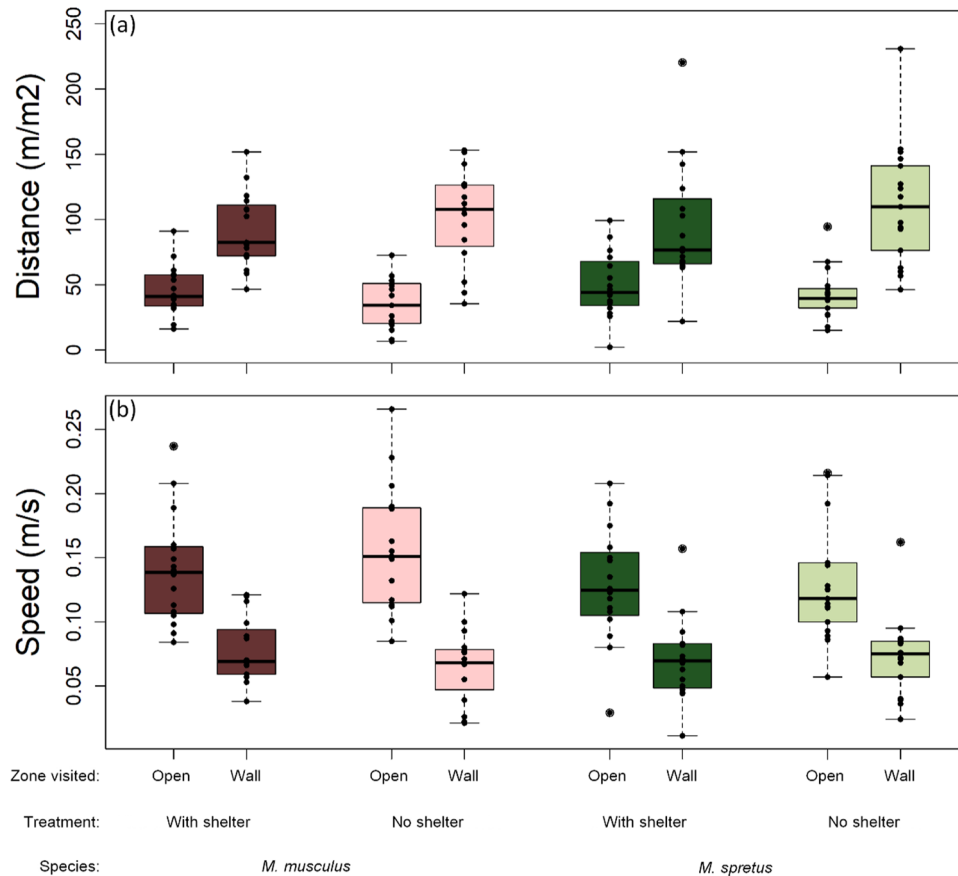 (a)
Distance (m/m2)
250
200
150
100
50
0
(b)
Speed (m/s)
0.25
0.20
0.15
0.10
0.05
Zone visited: Open Wall Open Wall Open Wall Open Wall
Treatment: With shelter No shelter With shelter No shelter
Species: M. musculus M. spretus